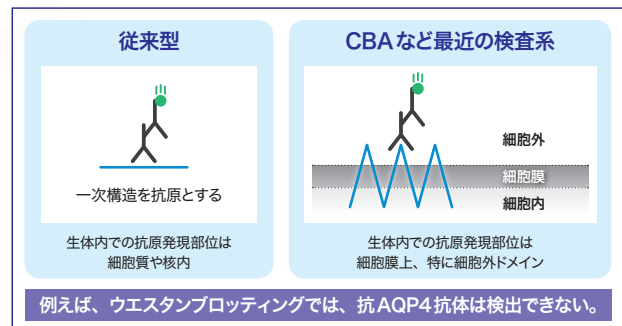 従来型
一次構造を抗原とする
生体内での抗原発現部位は
細胞質や核内
CBAなど最近の検査系
細胞外
細胞膜
細胞内
生体内での抗原発現部位は
細胞膜上、特に細胞外ドメイン
例えば、ウエスタンブロッティングでは、抗AQP4抗体は検出できない。